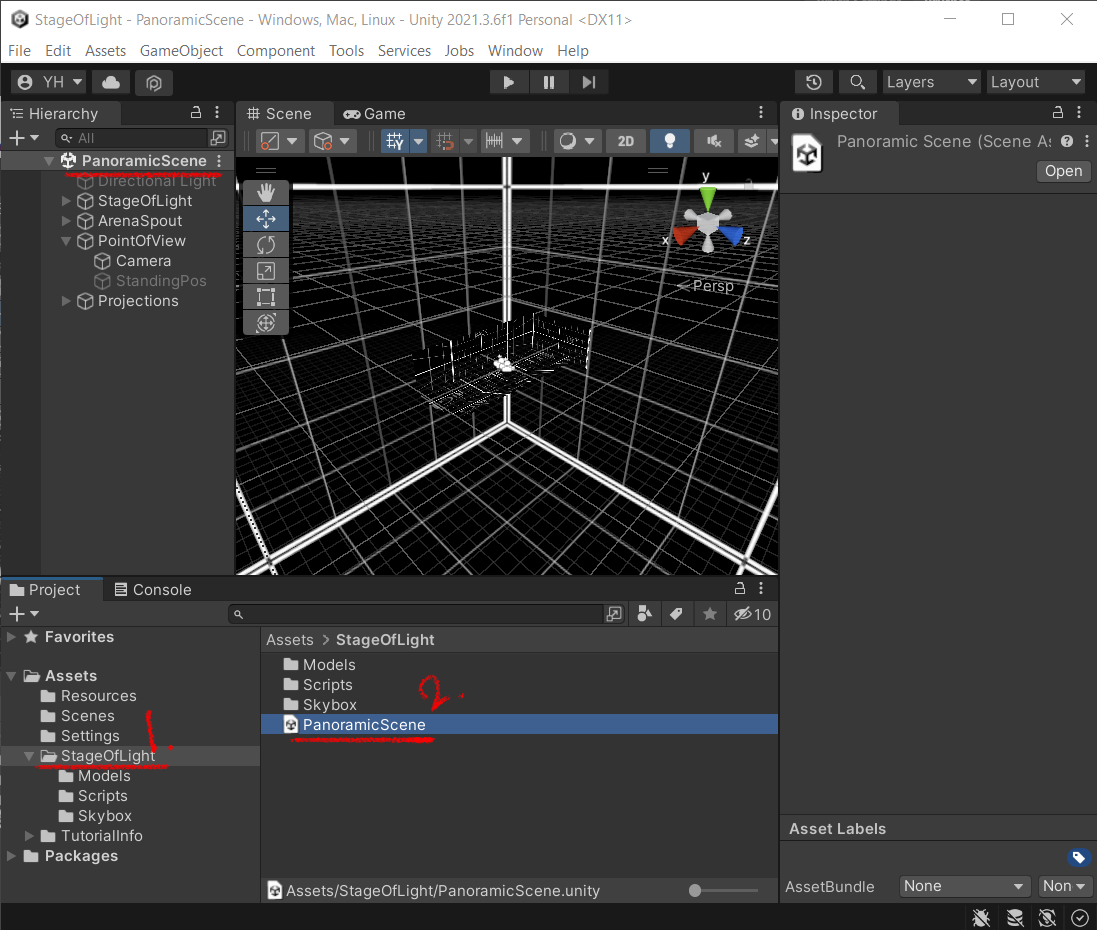 StageOfLight - PanoramicScene - Windows, Mac, Linux - Unity 2021.3.6f1 Personal <DX11>
File Edit Assets GameObject Component Tools Services Jobs Window Help
YH Layers Layout
Hierarchy
All
PanoramicScene
Directional Light
StageOfLight
ArenaSpout
PointOfView
Camera
StandingPos
Projections
Scene Game
2D
y
x
z
Persp
Inspector
Panoramic Scene (Scene As
Open
Project Console
10
Favorites
Assets
Resources
Scenes
Settings
1.
StageOfLight
Models
Scripts
Skybox
TutorialInfo
Packages
Assets > StageOfLight
Models
Scripts
2.
Skybox
PanoramicScene
Assets/StageOfLight/PanoramicScene.unity
Asset Labels
AssetBundle None Non